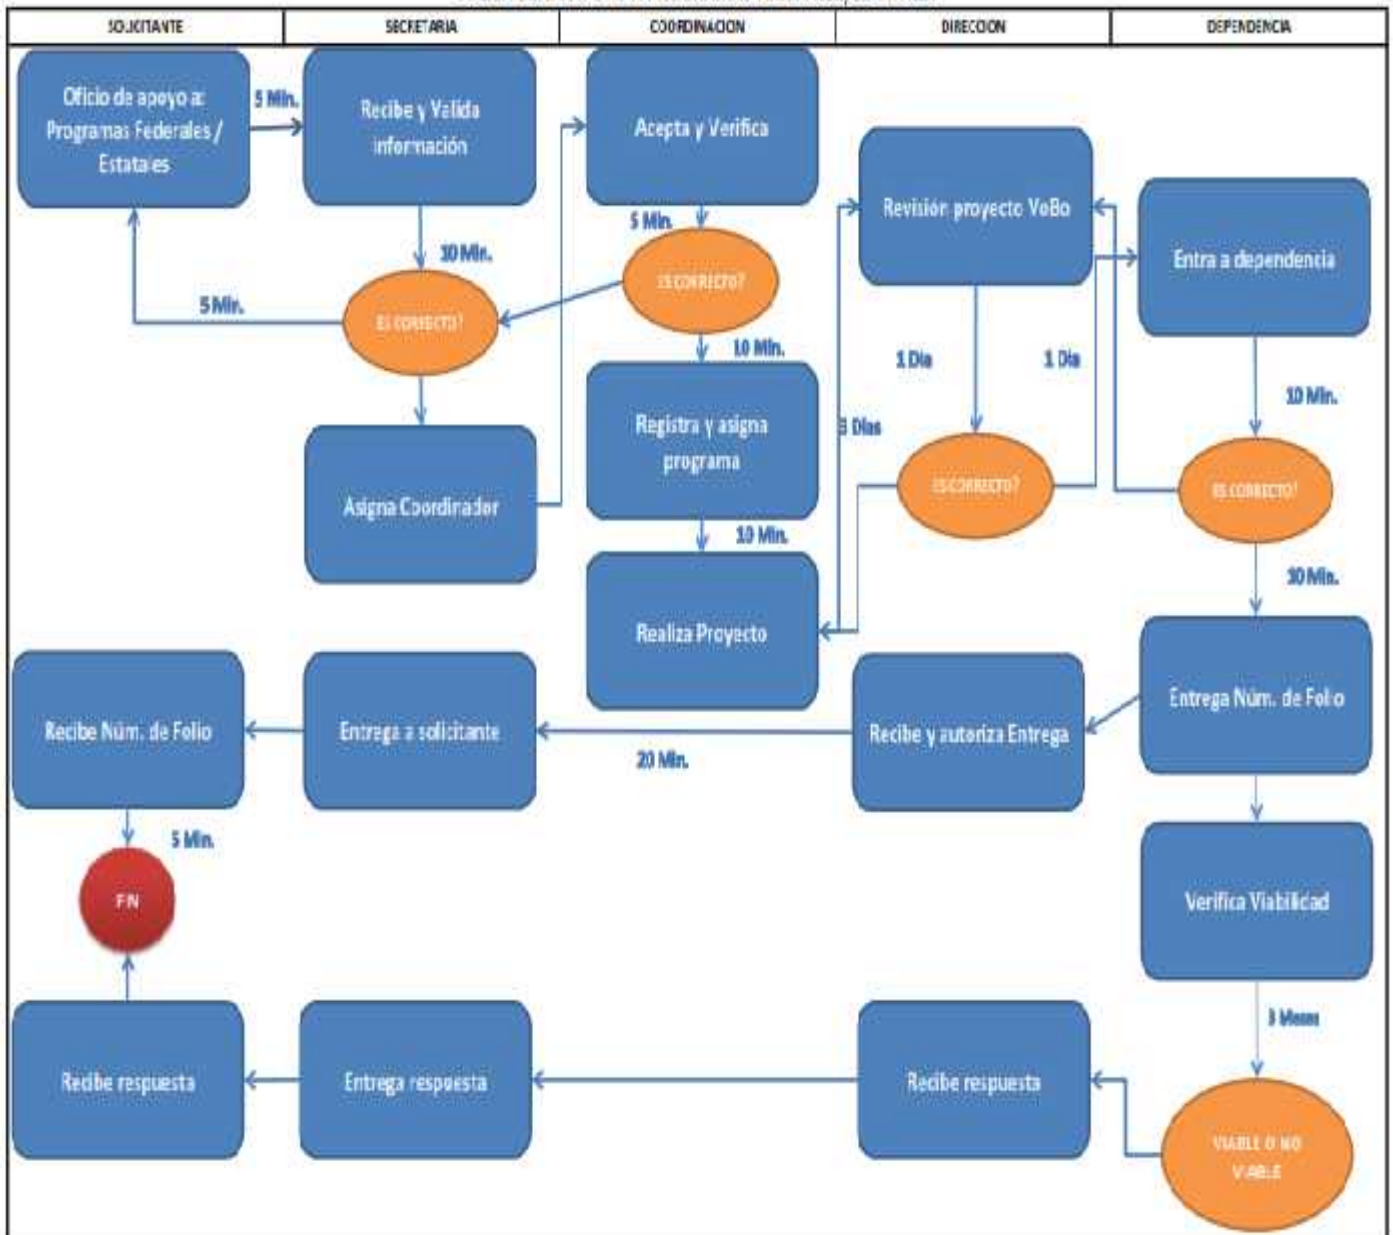 SOLICITANTE
SECRETARIA
COORDINACION
DIRECCION
DEPENDENCIA
Oficio de apoyo a:
Programas Federales /
Estatales
5 Min.
Recibe y Valida
información
10 Min.
ES CORRECTO?
5 Min.
Asigna Coordinador
Acepta y Verifica
5 Min.
ES CORRECTO?
10 Min.
Registra y asigna
programa
10 Min.
Realiza Proyecto
3 Dias
Revisión proyecto VoBo
1 Dia
ES CORRECTO?
1 Dia
Entra a dependencia
10 Min.
ES CORRECTO?
10 Min.
Entrega Núm. de Folio
Recibe y autoriza Entrega
20 Min.
Entrega a solicitante
Recibe Núm. de Folio
5 Min.
FIN
Verifica Viabilidad
3 Meses
VIABLE O NO
VIABLE
Recibe respuesta
Entrega respuesta
Recibe respuesta